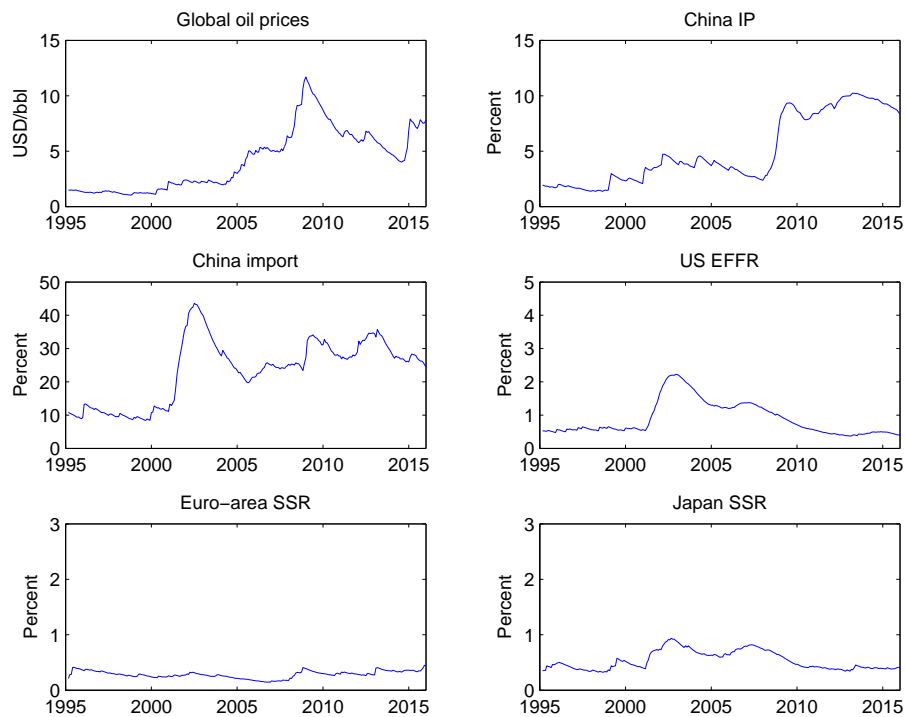 Global oil prices
USD/bbl
15
10
5
0
1995 2000 2005 2010 2015
China IP
Percent
15
10
5
0
1995 2000 2005 2010 2015
China import
Percent
50
40
30
20
10
0
1995 2000 2005 2010 2015
US EFFR
Percent
5
4
3
2
1
0
1995 2000 2005 2010 2015
Euro−area SSR
Percent
3
2
1
0
1995 2000 2005 2010 2015
Japan SSR
Percent
3
2
1
0
1995 2000 2005 2010 2015